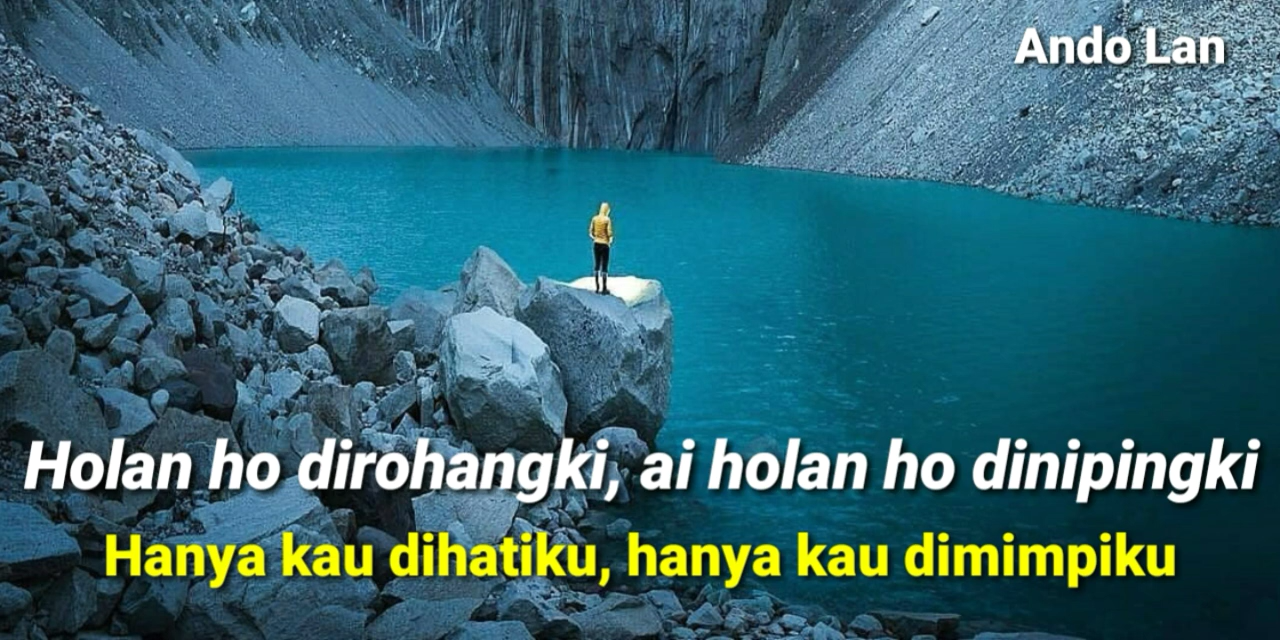 Ando Lan
Holan ho dirohangki, ai holan ho dinipingki
Hanya kau dihatiku, hanya kau dimimpiku